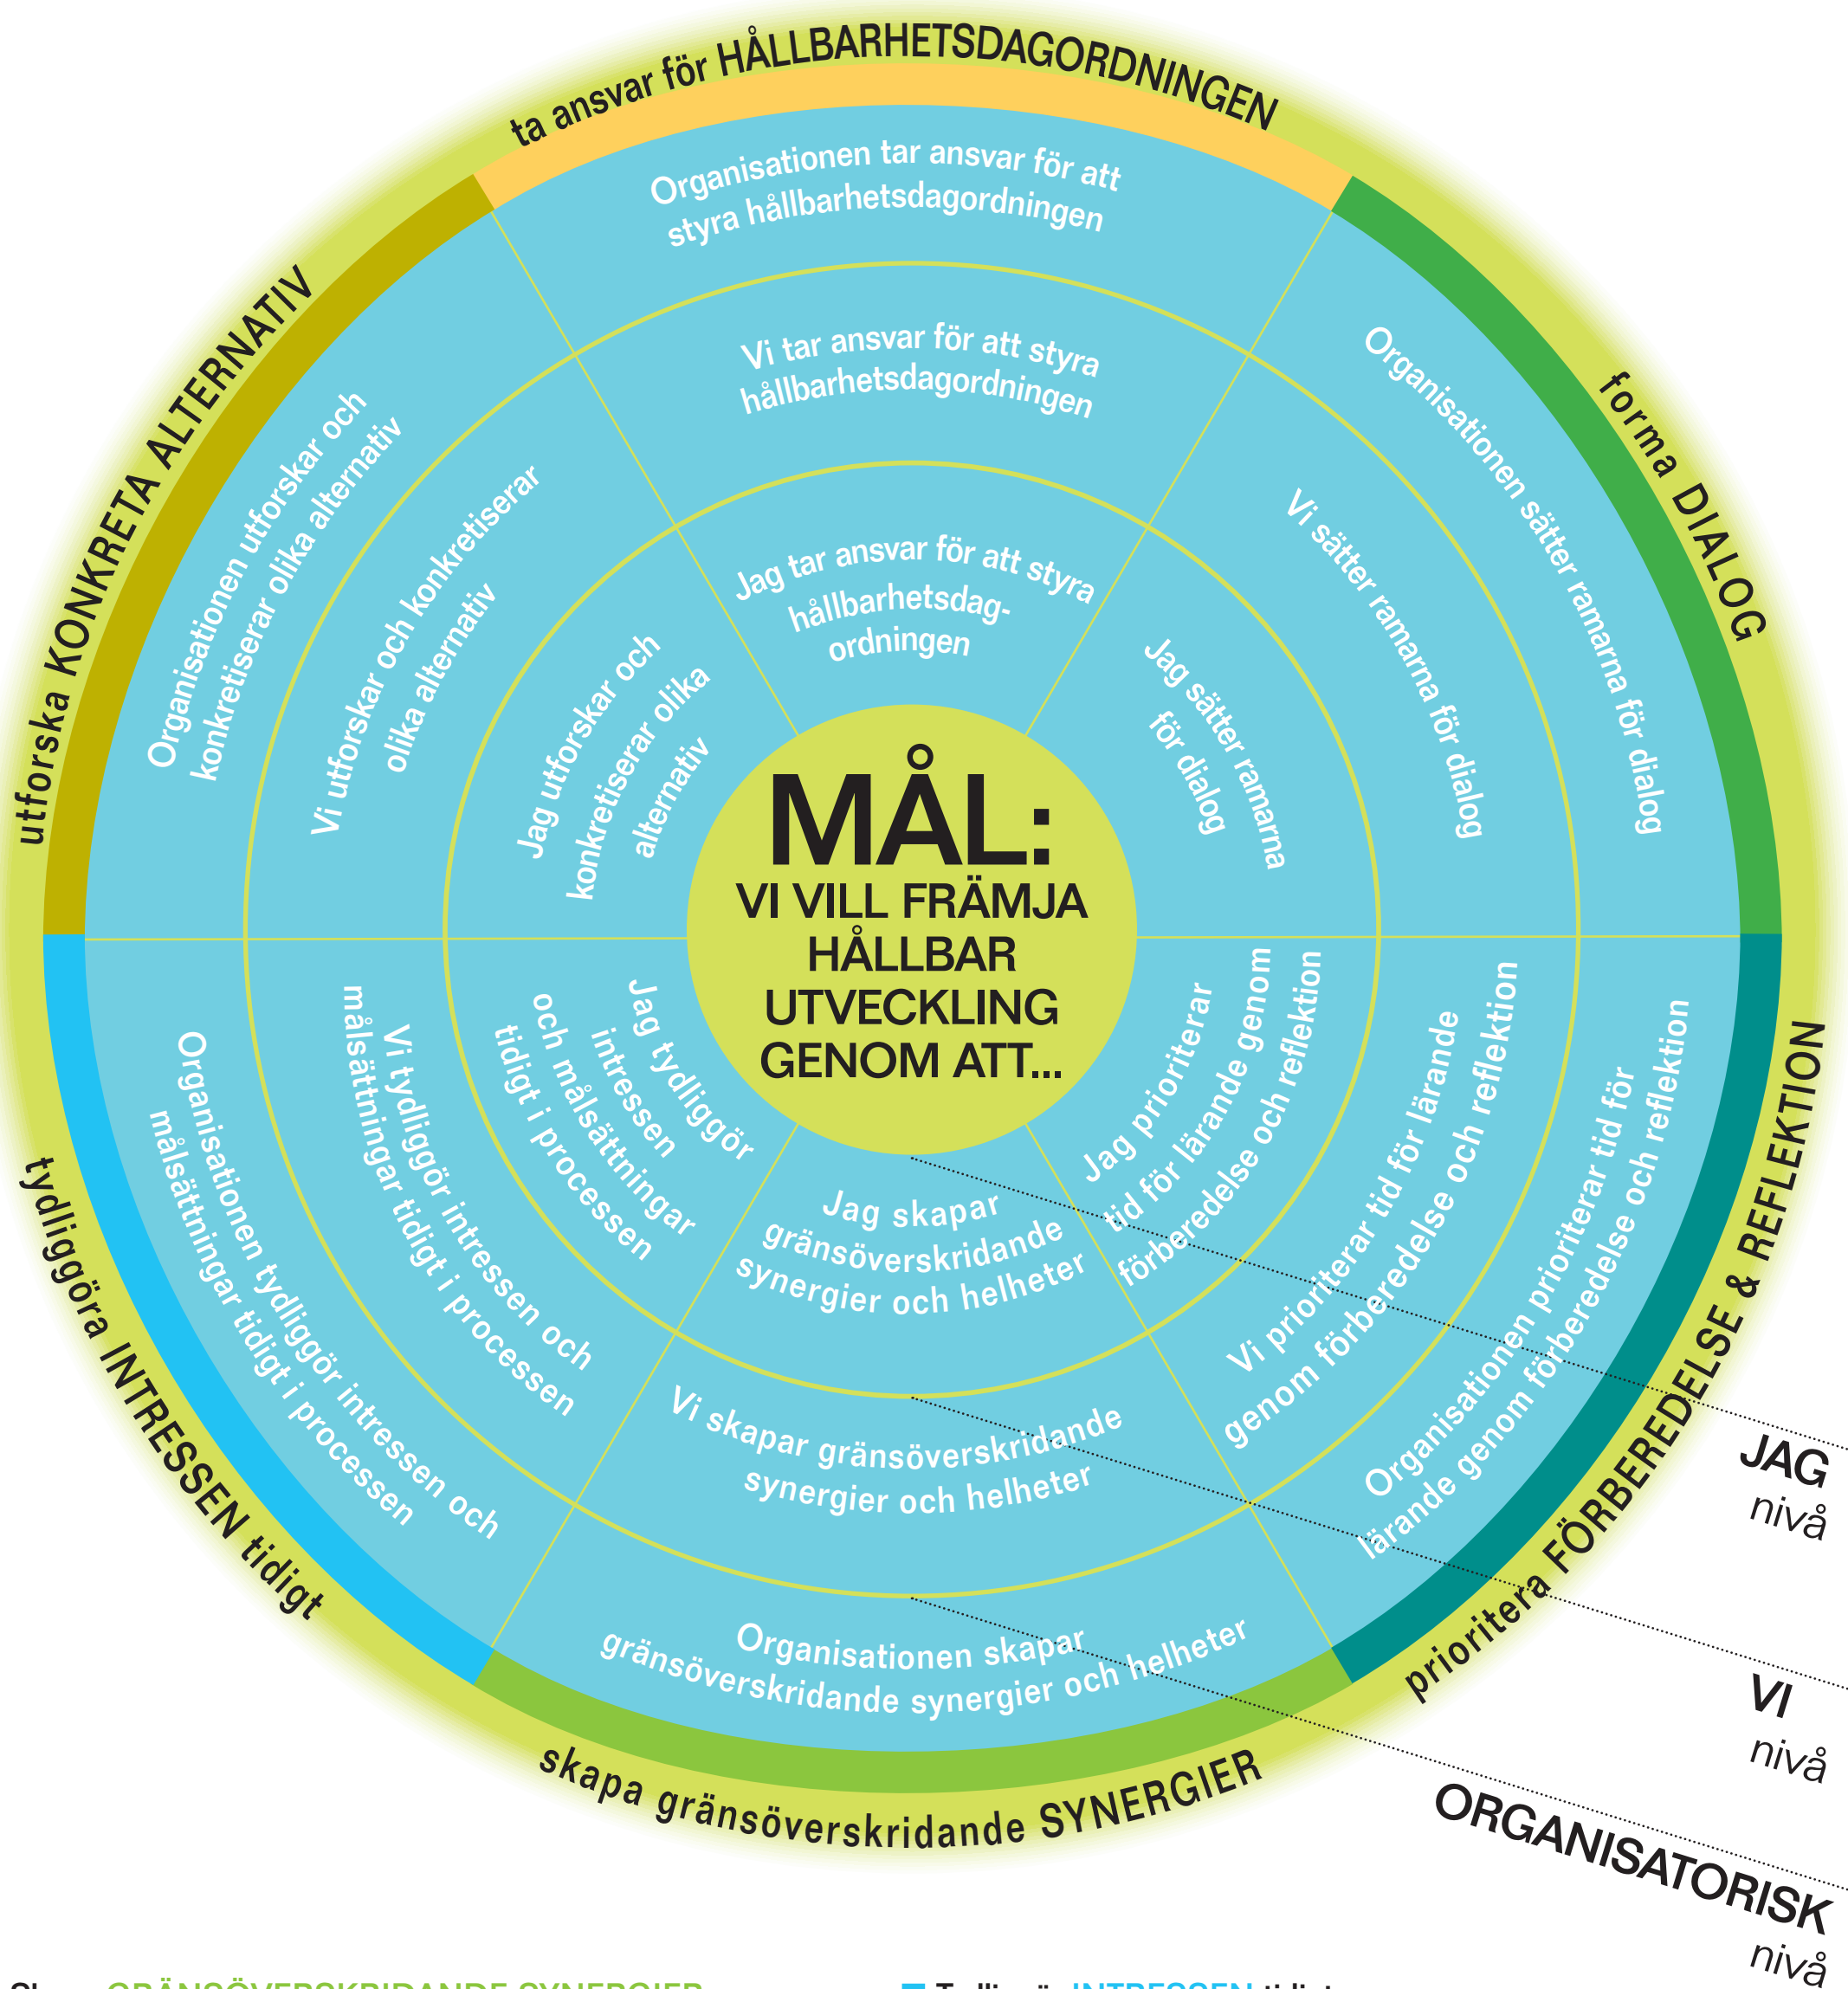 ta ansvar för HÅLLBARHETSDAGORDNINGEN
Organisationen tar ansvar för att
styra hållbarhetsdagordningen
Vi tar ansvar för att styra
hållbarhetsdagordningen
Jag tar ansvar för att styra
hållbarhetsdag-
ordningen
forma DIALOG
Organisationen sätter ramarna för dialog
Vi sätter ramarna för dialog
Jag sätter ramarna
för dialog
prioritera FÖRBEREDELSE & REFLEKTION
Organisationen prioriterar tid för
lärande genom förberedelse och reflektion
Vi prioriterar tid för lärande
genom förberedelse och reflektion
Jag prioriterar
tid för lärande genom
förberedelse och reflektion
skapa gränsöverskridande SYNERGIER
Jag skapar
gränsöverskridande
synergier och helheter
Vi skapar gränsöverskridande
synergier och helheter
Organisationen skapar
gränsöverskridande synergier och helheter
tydliggöra INTRESSEN tidigt
Organisationen tydliggör intressen och
målsättningar tidigt i processen
Vi tydliggör intressen och
målsättningar tidigt i processen
Jag tydliggör
intressen
och målsättningar
tidigt i processen
utforska KONKRETA ALTERNATIV
Organisationen utforskar och
konkretiserar olika alternativ
Vi utforskar och konkretiserar
olika alternativ
Jag utforskar och
konkretiserar olika
alternativ
MÅL:
VI VILL FRÄMJA
HÅLLBAR
UTVECKLING
GENOM ATT...
JAG
nivå
VI
nivå
ORGANISATORISK
nivå
GRÄNSÖVERSKRIDANDE SYNERGIER
INTRESSEN tidigt